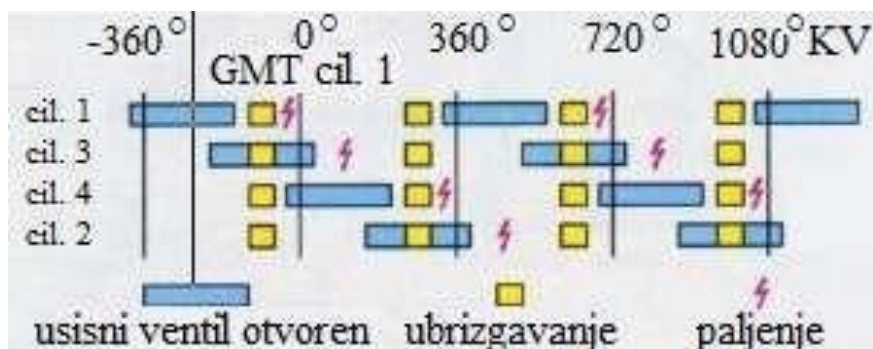 -360° 0° 360° 720° 1080° KV
GMT cil. 1
cil. 1
cil. 3
cil. 4
cil. 2
usisni ventil otvoren ubrizgavanje paljenje